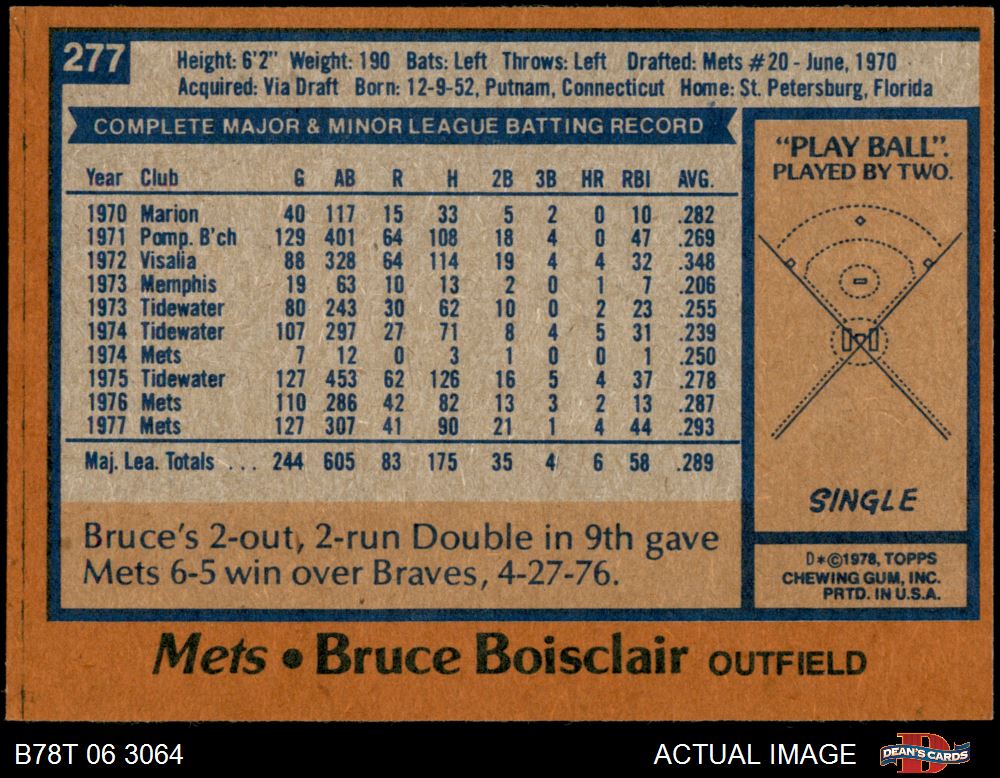 277
Height: 6'2" Weight: 190 Bats: Left Throws: Left Drafted: Mets #20 - June, 1970
Acquired: Via Draft Born: 12-9-52, Putnam, Connecticut Home: St. Petersburg, Florida
COMPLETE MAJOR & MINOR LEAGUE BATTING RECORD
Year Club G AB R H 2B 3B HR RBI AVG.
1970 Marion 40 117 15 33 5 2 0 10 .282
1971 Pomp. B'ch 129 401 64 108 18 4 0 47 .269
1972 Visalia 88 328 64 114 19 4 4 32 .348
1973 Memphis 19 63 10 13 2 0 1 7 .206
1973 Tidewater 80 243 30 62 10 0 2 23 .255
1974 Tidewater 107 297 27 71 8 4 5 31 .239
1974 Mets 7 12 0 3 1 0 0 1 .250
1975 Tidewater 127 453 62 126 16 5 4 37 .278
1976 Mets 110 286 42 82 13 3 2 13 .287
1977 Mets 127 307 41 90 21 1 4 44 .293
Maj. Lea. Totals ... 244 605 83 175 35 4 6 58 .289
Bruce's 2-out, 2-run Double in 9th gave
Mets 6-5 win over Braves, 4-27-76.
"PLAY BALL".
PLAYED BY TWO.
SINGLE
D*©1978, TOPPS
CHEWING GUM, INC.
PRTD. IN U.S.A.
Mets • Bruce Boisclair OUTFIELD
B78T 06 3064
ACTUAL IMAGE
DEAN'S CARDS